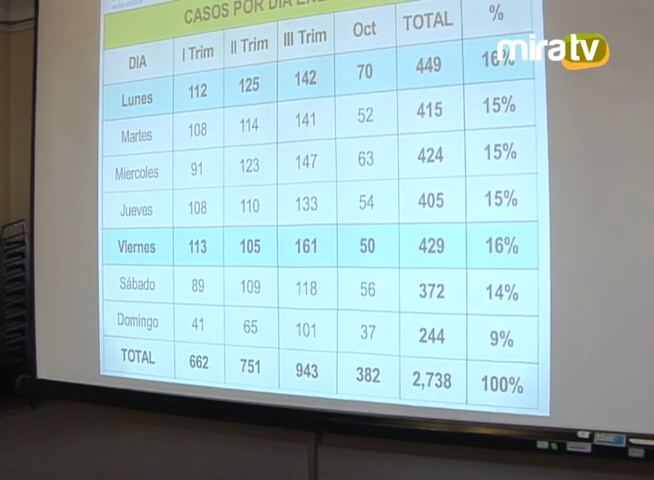 CASOS POR DIA
DIA I Trim II Trim III Trim Oct TOTAL %
miratv
Lunes 112 125 142 70 449 16%
Martes 108 114 141 52 415 15%
Miercoles 91 123 147 63 424 15%
Jueves 108 110 133 54 405 15%
Viernes 113 105 161 50 429 16%
Sábado 89 109 118 56 372 14%
Domingo 41 65 101 37 244 9%
TOTAL 662 751 943 382 2,738 100%